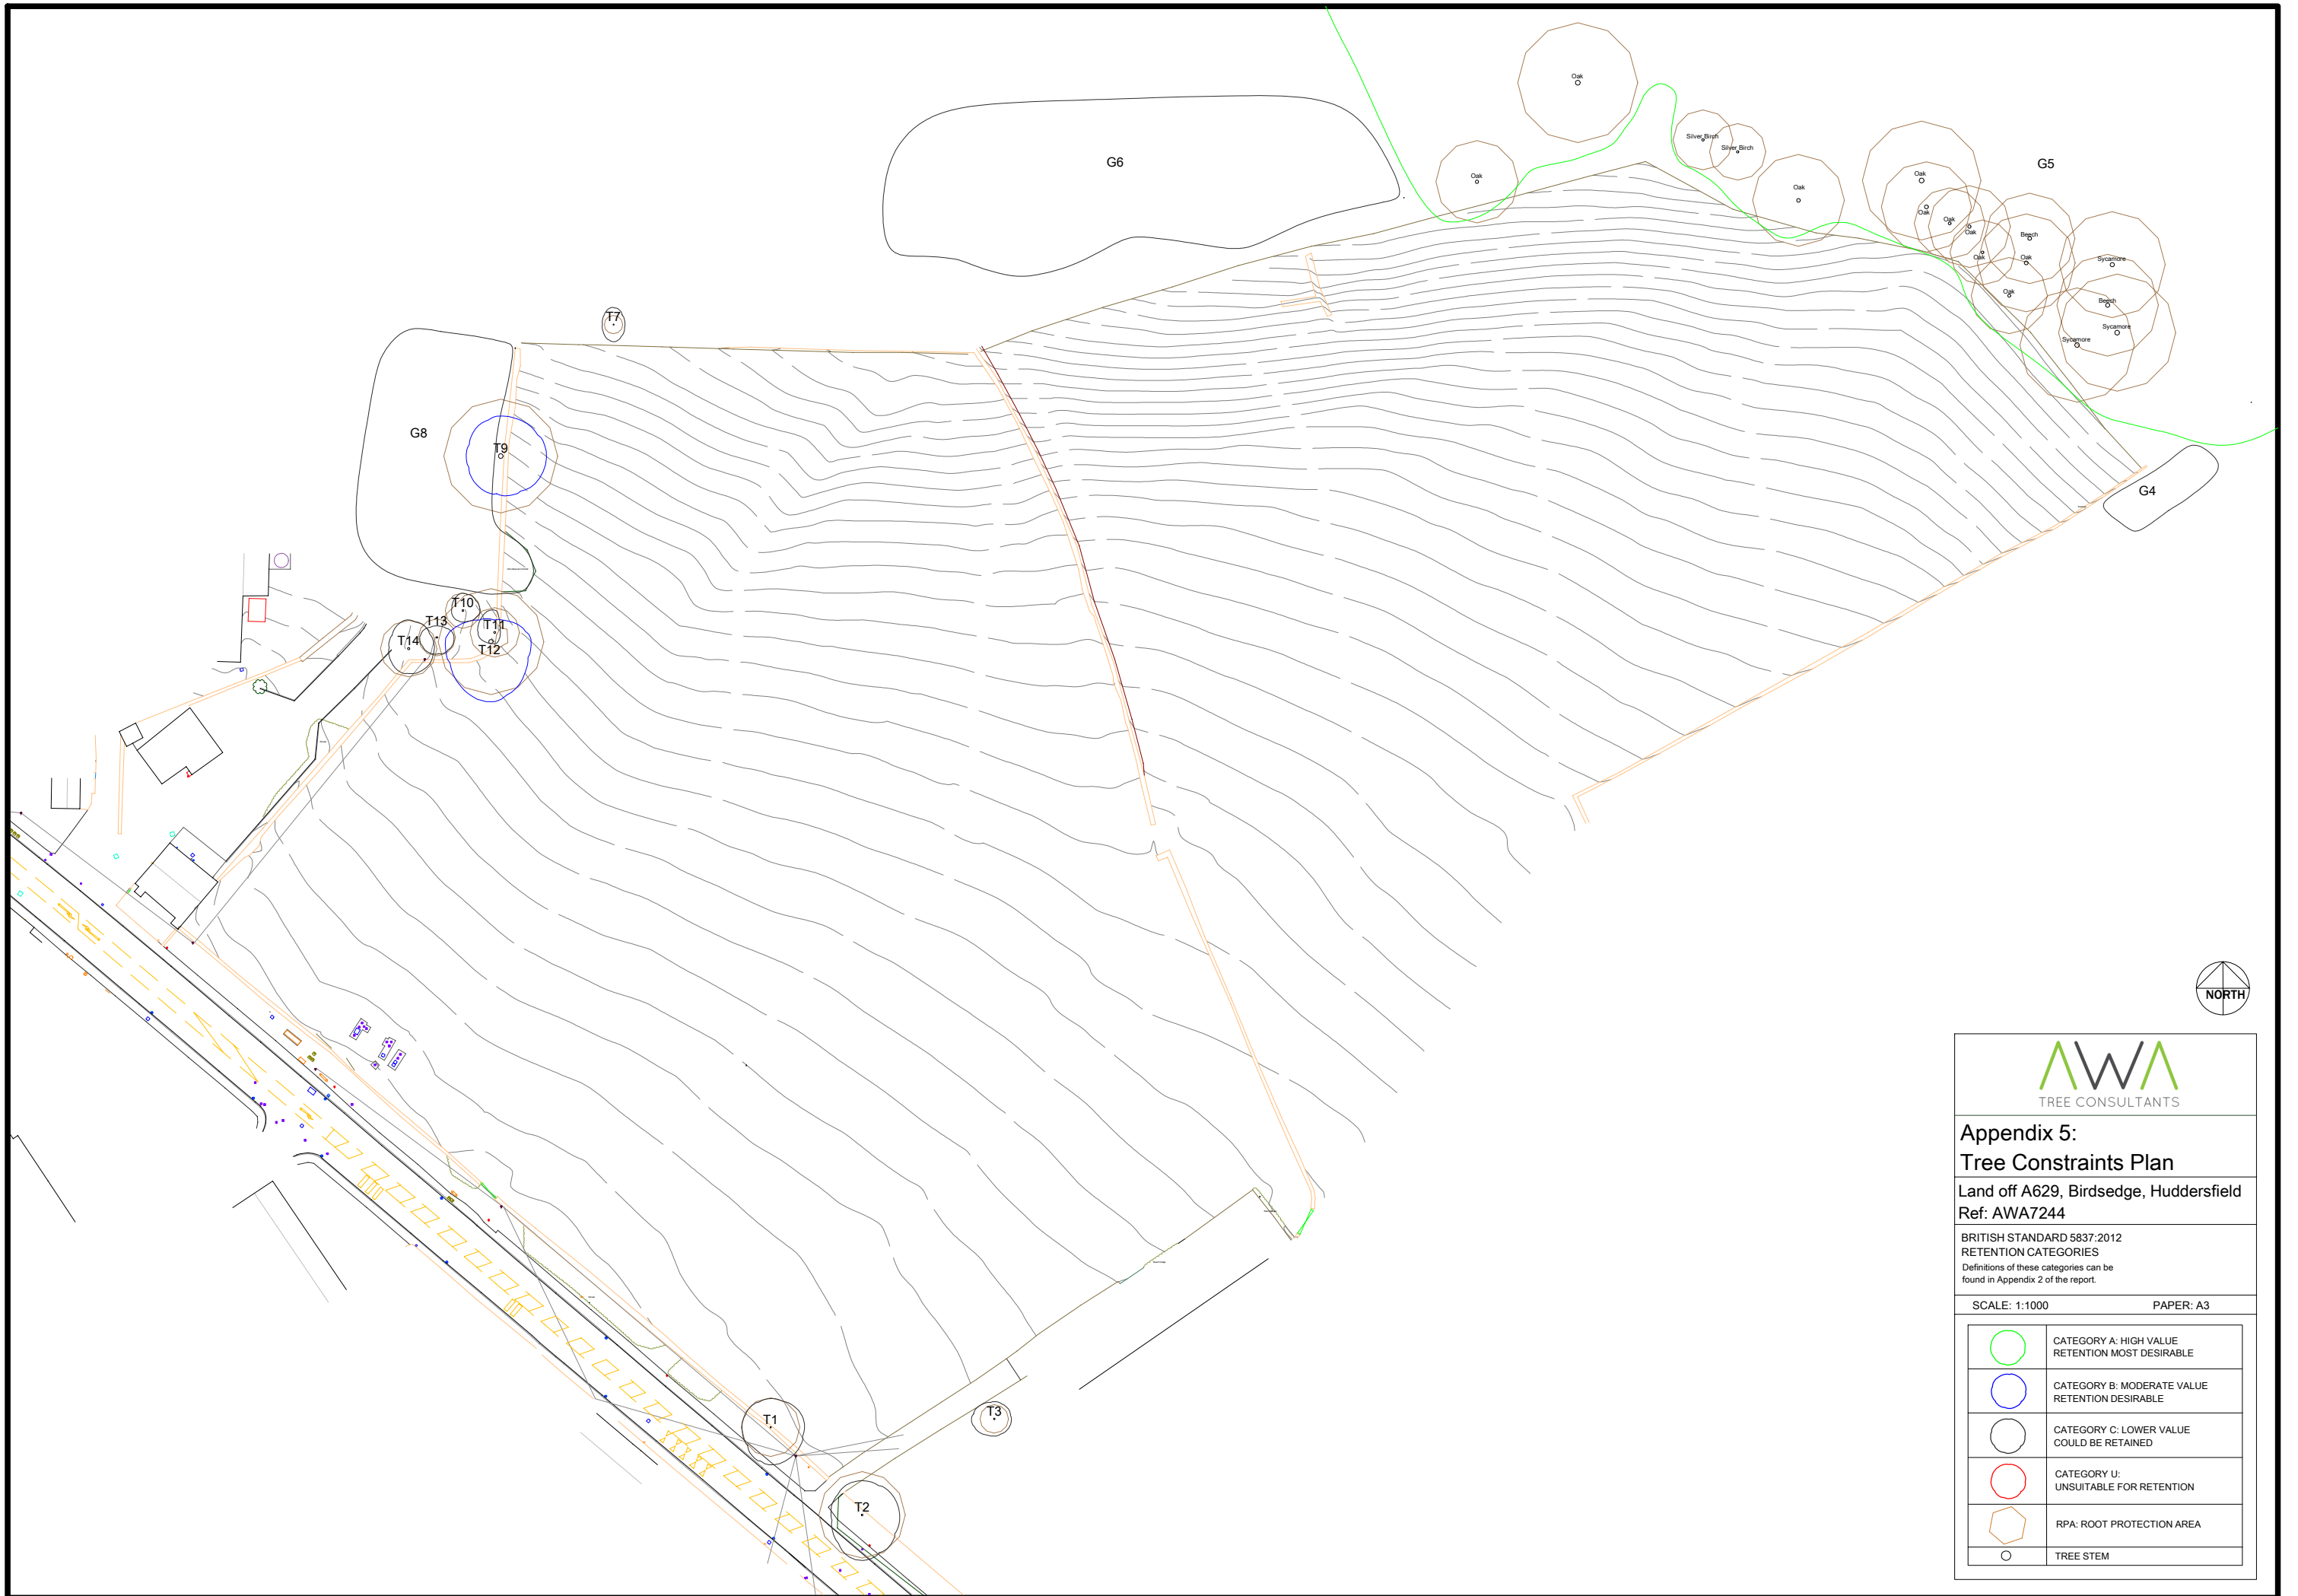 Oak
Silver Birch
Silver Birch
G6
Oak
Oak
G5
Oak
Oak
Oak
Oak
Oak
Beech
Oak
Sycamore
Oak
Beech
Sycamore
Sycamore
T7
G8
T9
G4
T10
T13
T11
T14
T12
T1
T3
T2
NORTH
AWA
TREE CONSULTANTS
Appendix 5:
Tree Constraints Plan
Land off A629, Birdsedge, Huddersfield
Ref: AWA7244
BRITISH STANDARD 5837:2012
RETENTION CATEGORIES
Definitions of these categories can be
found in Appendix 2 of the report.
SCALE: 1:1000 PAPER: A3
CATEGORY A: HIGH VALUE
RETENTION MOST DESIRABLE
CATEGORY B: MODERATE VALUE
RETENTION DESIRABLE
CATEGORY C: LOWER VALUE
COULD BE RETAINED
CATEGORY U:
UNSUITABLE FOR RETENTION
RPA: ROOT PROTECTION AREA
TREE STEM